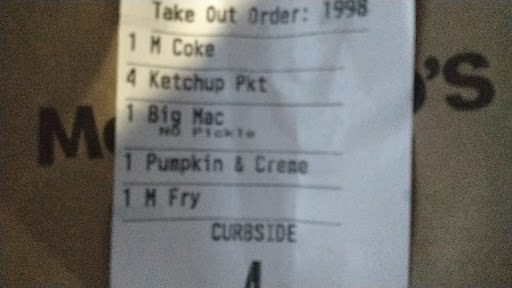 Take Out Order: 1998
1 M Coke
4 Ketchup Pkt
1 Big Mac
No Pickle
1 Pumpkin & Creme
1 M Fry
CURBSIDE
4
M 'S